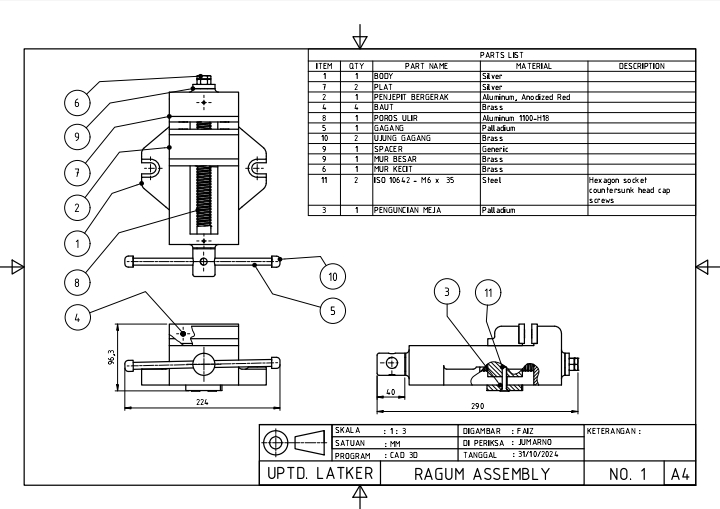 PARTS LIST
ITEM QTY PART NAME MATERIAL DESCRIPTION
1 1 BODY Silver
7 2 PLAT Silver
2 1 PENJEPIT BERGERAK Aluminum, Anodized Red
4 4 BAUT Brass
8 1 POROS ULIR Aluminum 1100-H18
5 1 GAGANG Palladium
10 2 UJUNG GAGANG Brass
9 1 SPACER Generic
9 1 MUR BESAR Brass
6 1 MUR KECIT Brass
11 2 ISO 10642 - M6 x 35 Steel Hexagon socket
countersunk head cap
screws
3 1 PENGUNCIAN MEJA Palladium
6
9
7
2
1
8
4
10
5
3
11
96,3
224
40
290
SKALA : 1 : 3 DIGAMBAR : FAIZ KETERANGAN :
SATUAN : MM DI PERIKSA : JUMARNO
PROGRAM : CAD 3D TANGGAL : 31/10/2024
UPTD. LATKER RAGUM ASSEMBLY NO. 1 A4